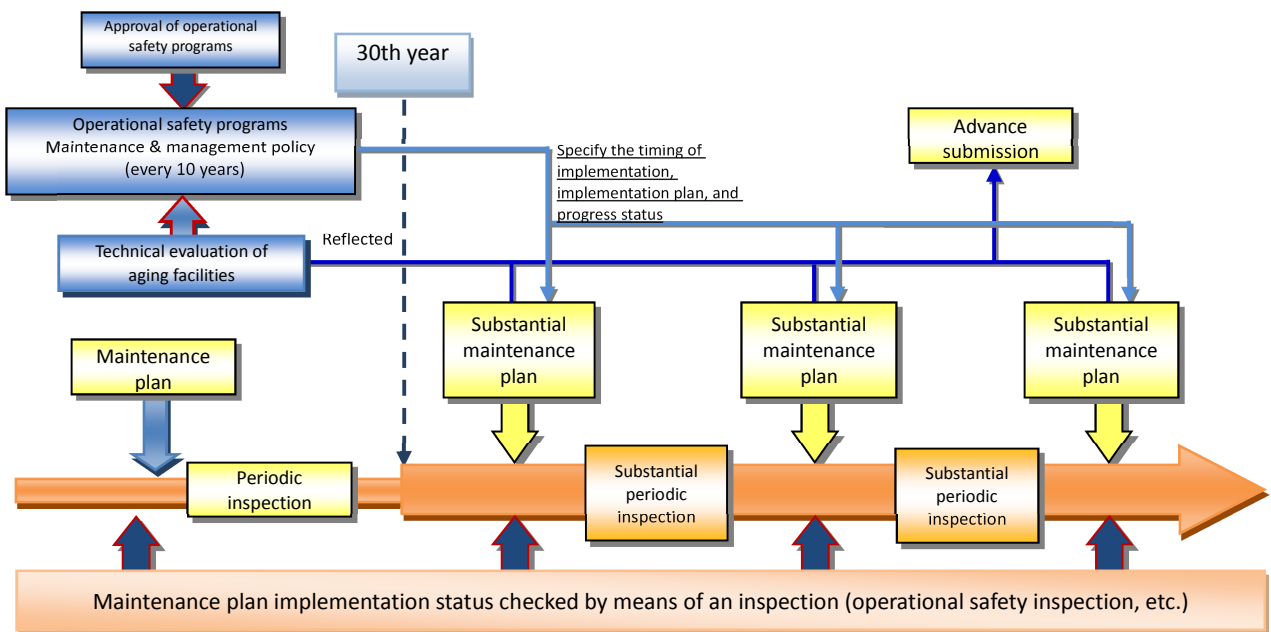 Approval of operational
safety programs
30th year
Operational safety programs
Maintenance & management policy
(every 10 years)
Advance
submission
Specify the timing of
implementation,
implementation plan, and
progress status
Reflected
Technical evaluation of
aging facilities
Substantial
maintenance
plan
Substantial
maintenance
plan
Substantial
maintenance
plan
Maintenance
plan
Periodic
inspection
Substantial
periodic
inspection
Substantial
periodic
inspection
Maintenance plan implementation status checked by means of an inspection (operational safety inspection, etc.)